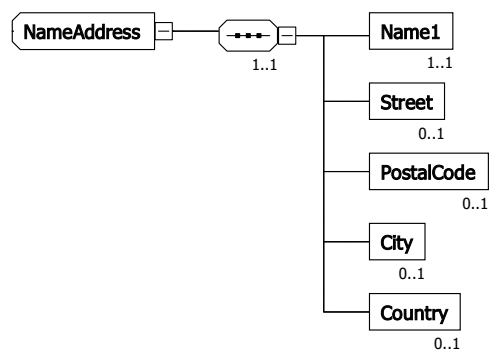 NameAddress
1..1
Name1
1..1
Street
0..1
PostalCode
0..1
City
0..1
Country
0..1